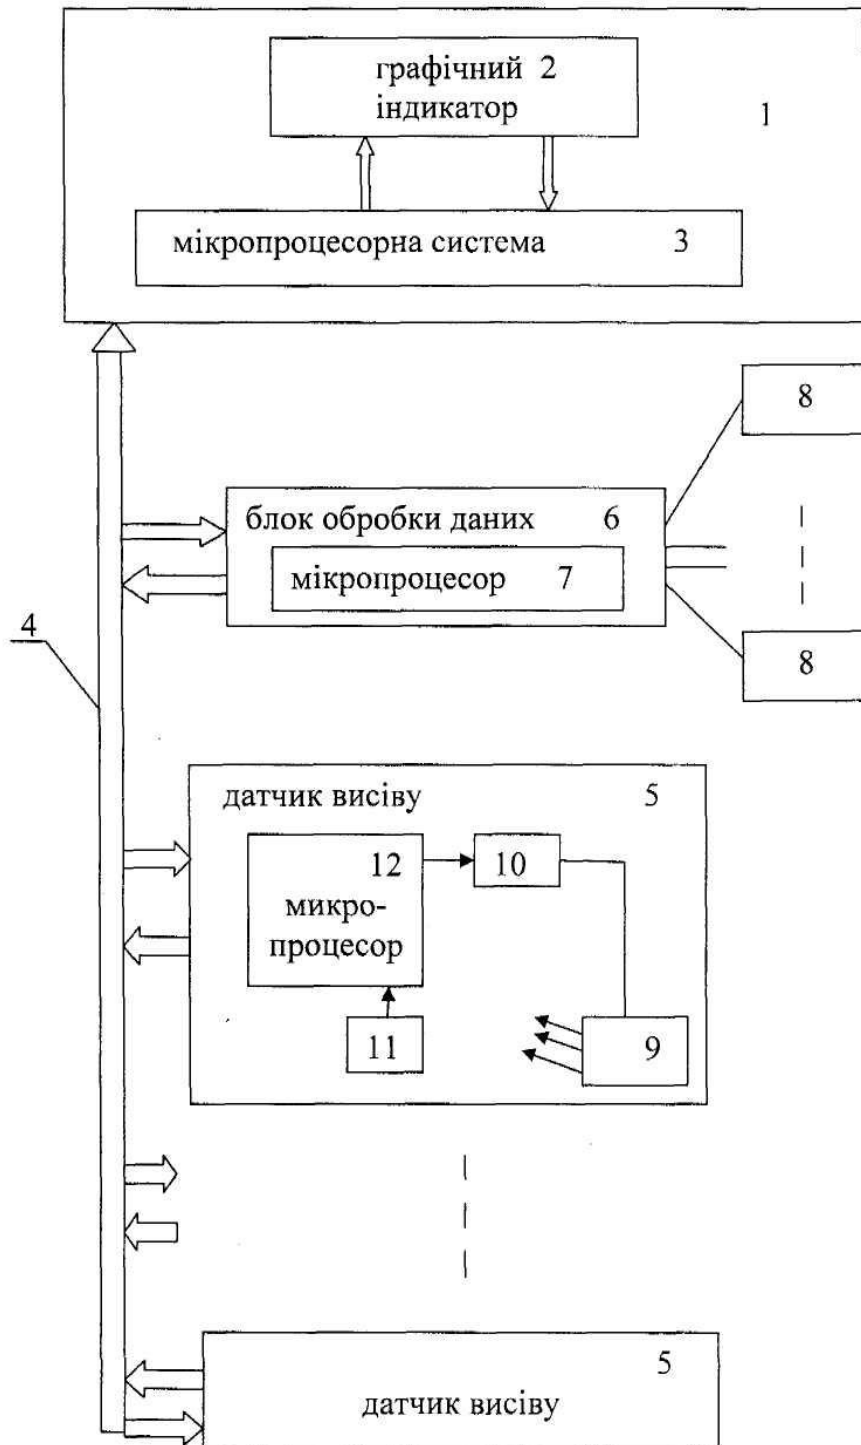 графічний 2
індикатор
1
мікропроцесорна система 3
8
блок обробки даних 6
мікропроцесор 7
4
8
датчик висіву 5
12
микро-
процесор
10
11
9
5
датчик висіву